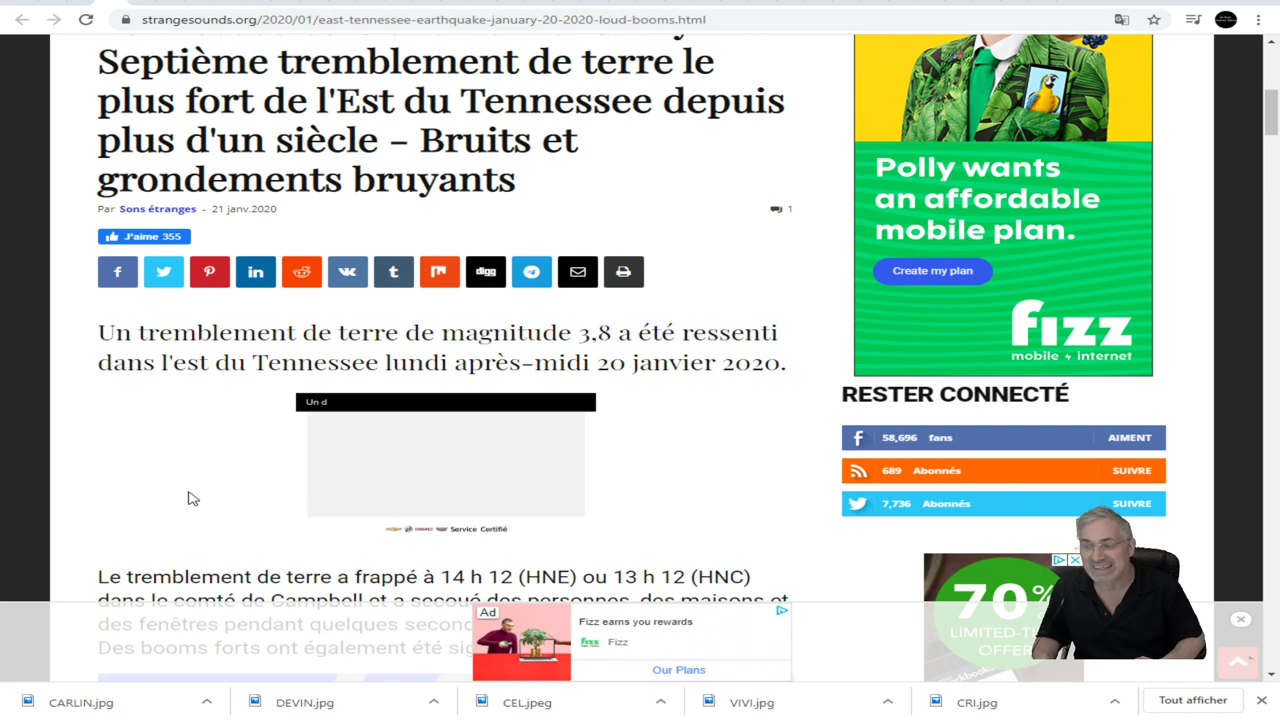 strangesounds.org/2020/01/east-tennessee-earthquake-january-20-2020-loud-booms.html
Septième tremblement de terre le
plus fort de l'Est du Tennessee depuis
plus d'un siècle - Bruits et
grondements bruyants
Par Sons étranges - 21 janv.2020
1
J'aime 355
digg
Un tremblement de terre de magnitude 3,8 a été ressenti
dans l'est du Tennessee lundi après-midi 20 janvier 2020.
Un d
Service Certifié
Le tremblement de terre a frappé à 14 h 12 (HNE) ou 13 h 12 (HNC)
dans le comté de Campbell et a secoué des personnes, des maisons et
des fenêtres pendant quelques
Des booms forts ont également été
Polly wants
an affordable
mobile plan.
Create my plan
fizz
mobile + internet
RESTER CONNECTÉ
58,696 fans AIMENT
689 Abonnés SUIVRE
7,736 Abonnés SUIVRE
70%
OFFER
Ad
Fizz earns you rewards
fizz Fizz
Our Plans
CARLIN.jpg
DEVIN.jpg
CEL.jpeg
VIVI.jpg
CRI.jpg
Tout afficher